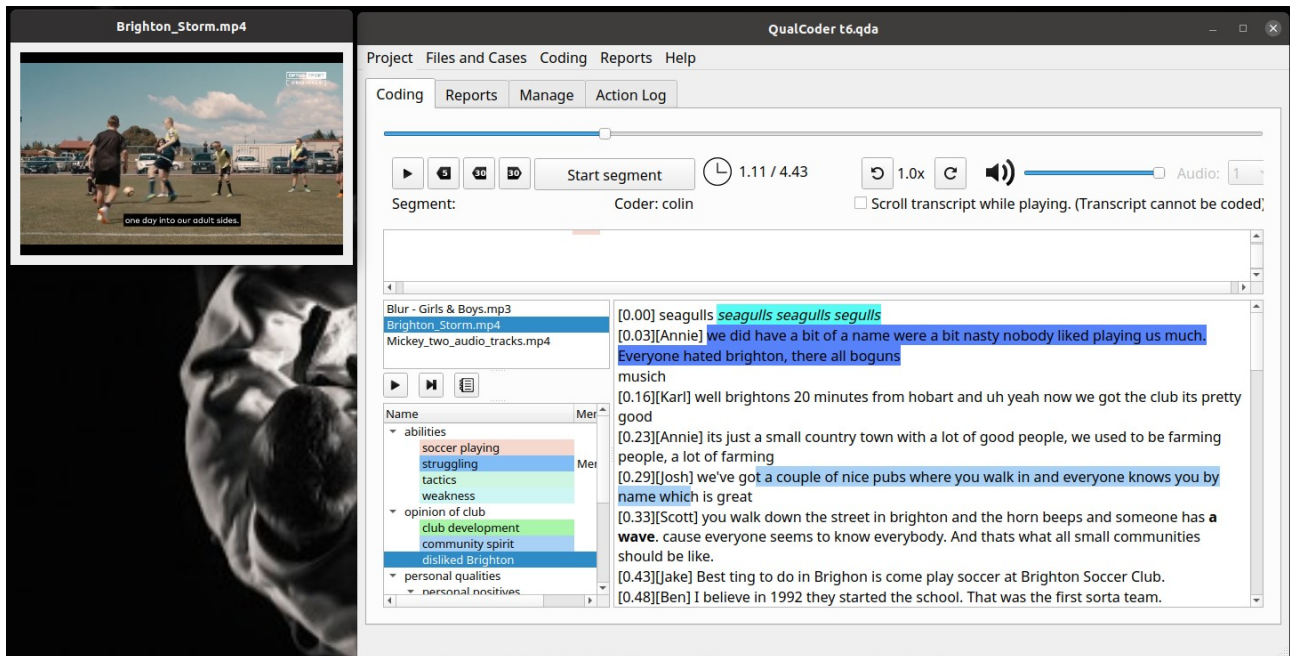 Brighton_Storm.mp4
one day into our adult sides.
QualCoder t6.qda
Project Files and Cases Coding Reports Help
Coding Reports Manage Action Log
5 30 30 Start segment 1.11 / 4.43 1.0x Audio: 1
Segment: Coder: colin Scroll transcript while playing. (Transcript cannot be coded)
Blur - Girls & Boys.mp3
Brighton_Storm.mp4
Mickey_two_audio_tracks.mp4
Name Mer
abilities
soccer playing
struggling Mer
tactics
weakness
opinion of club
club development
community spirit
disliked Brighton
personal qualities
personal positives
[0.00] seagulls seagulls seagulls segulls
[0.03][Annie] we did have a bit of a name were a bit nasty nobody liked playing us much.
Everyone hated brighton, there all boguns
musich
[0.16][Karl] well brightons 20 minutes from hobart and uh yeah now we got the club its pretty
good
[0.23][Annie] its just a small country town with a lot of good people, we used to be farming
people, a lot of farming
[0.29][Josh] we've got a couple of nice pubs where you walk in and everyone knows you by
name which is great
[0.33][Scott] you walk down the street in brighton and the horn beeps and someone has a
wave. cause everyone seems to know everybody. And thats what all small communities
should be like.
[0.43][Jake] Best ting to do in Brighon is come play soccer at Brighton Soccer Club.
[0.48][Ben] I believe in 1992 they started the school. That was the first sorta team.